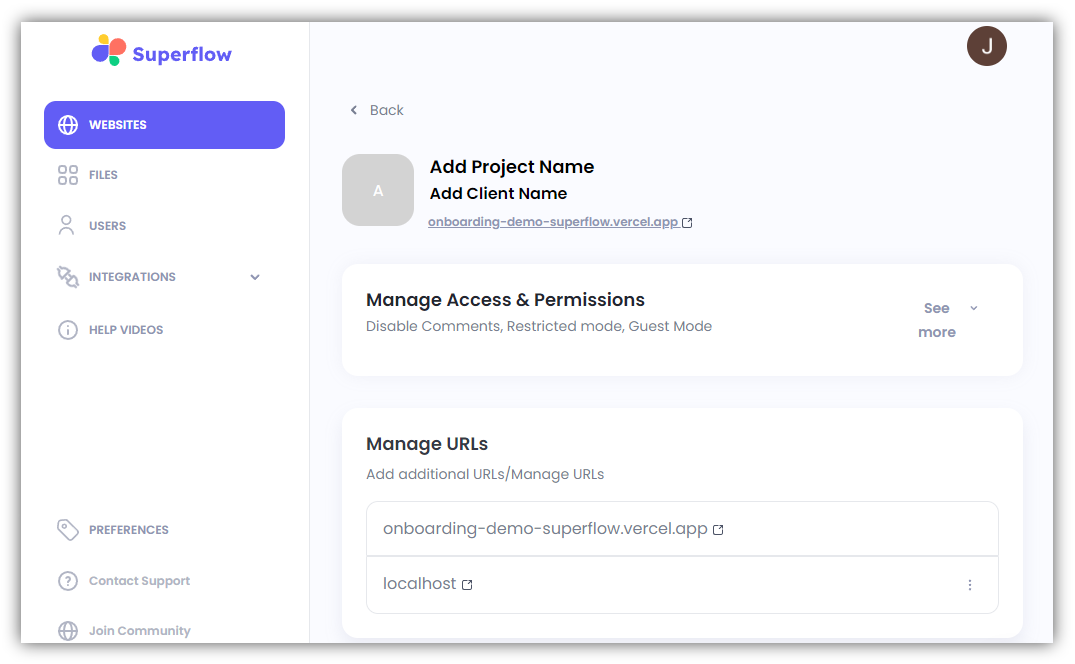 Superflow
J
WEBSITES
FILES
USERS
INTEGRATIONS
HELP VIDEOS
PREFERENCES
Contact Support
Join Community
Back
A
Add Project Name
Add Client Name
onboarding-demo-superflow.vercel.app
Manage Access & Permissions
Disable Comments, Restricted mode, Guest Mode
See
more
Manage URLs
Add additional URLs/Manage URLs
onboarding-demo-superflow.vercel.app
localhost